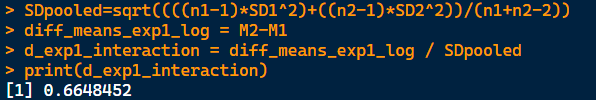 > SDpooled=sqrt((((n1-1)*SD1^2)+((n2-1)*SD2^2))/(n1+n2-2))
> diff_means_exp1_log = M2-M1
> d_exp1_interaction = diff_means_exp1_log / SDpooled
> print(d_exp1_interaction)
[1] 0.6648452